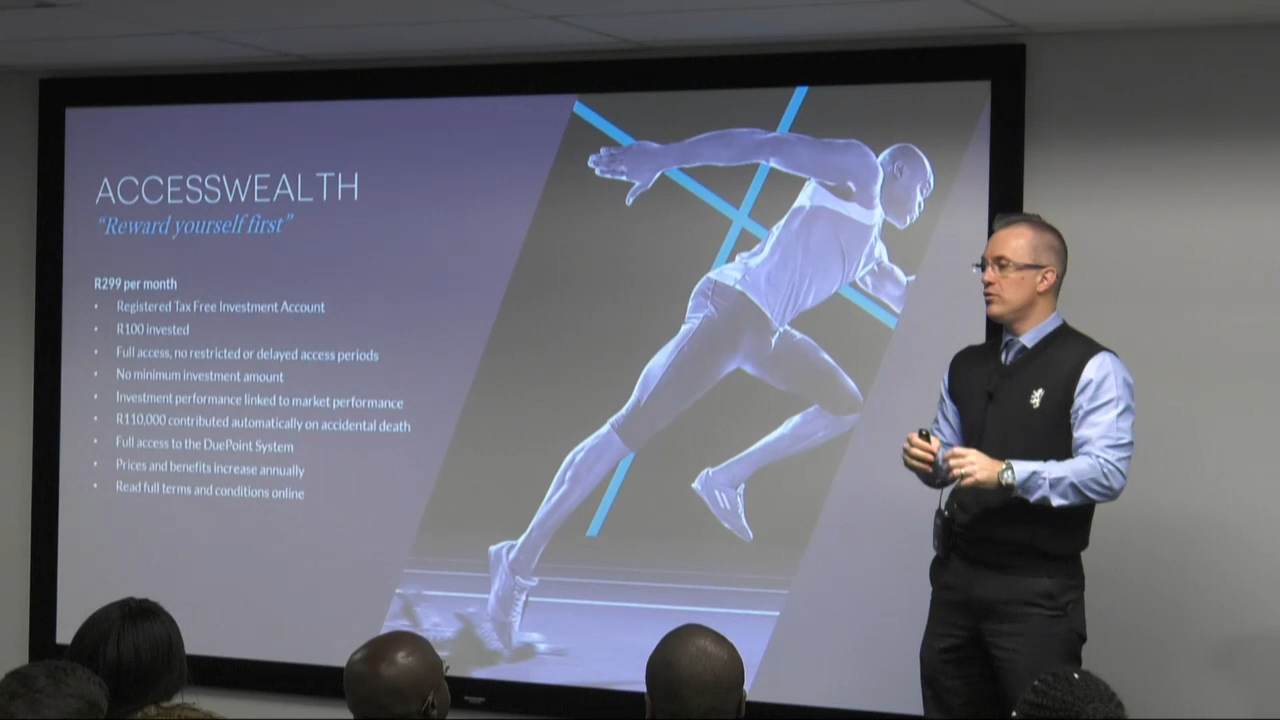 ACCESSWEALTH
“Reward yourself first”
R299 per month
• Registered Tax Free Investment Account
• R100 invested
• Full access, no restricted or delayed access periods
• No minimum investment amount
• Investment performance linked to market performance
• R110,000 contributed automatically on accidental death
• Full access to the DuePoint System
• Prices and benefits increase annually
• Read full terms and conditions online